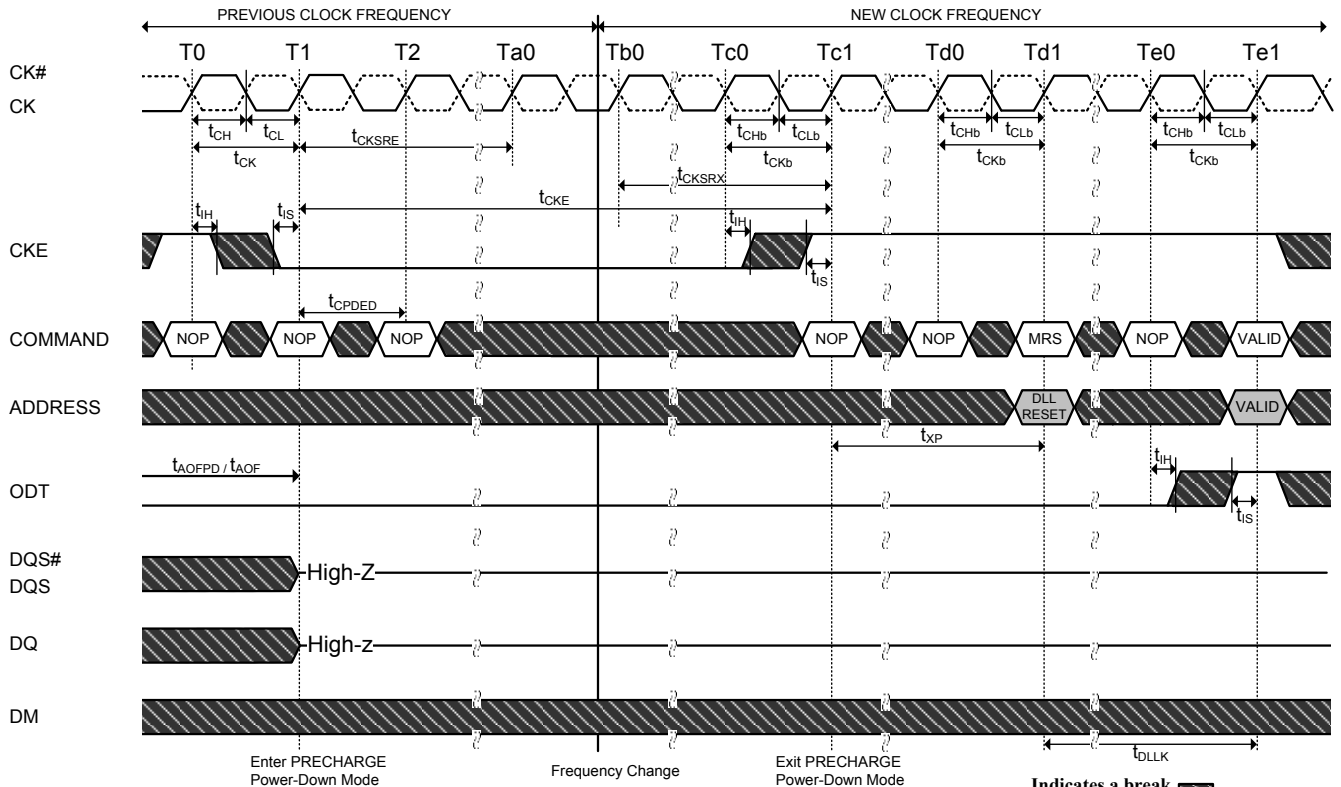 PREVIOUS CLOCK FREQUENCY NEW CLOCK FREQUENCY
T0 T1 T2 Ta0 Tb0 Tc0 Tc1 Td0 Td1 Te0 Te1
CK#
CK
tCH tCL tCHb tCLb tCHb tCLb tCHb tCLb
tCK tCKSRE tCKb tCKb tCKb
tCKSRX
tCKE
tIH tIS tIH
CKE
tIS
tCPDED
COMMAND NOP NOP NOP NOP NOP MRS NOP VALID
ADDRESS DLL RESET VALID
tXP
tAOFPD / tAOF tIH
ODT
tIS
DQS#
DQS
High-Z
DQ High-z
DM
tDLLK
Enter PRECHARGE
Power-Down Mode
Frequency Change
Exit PRECHARGE
Power-Down Mode
Indicates a break